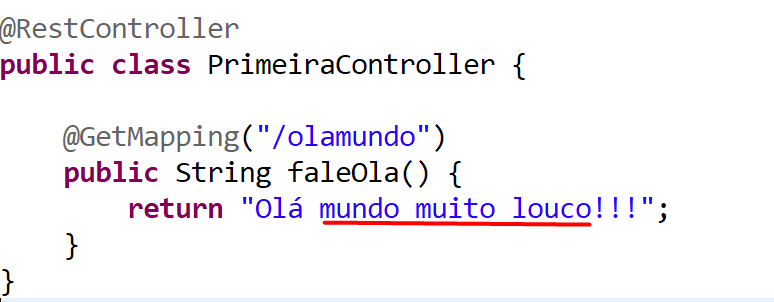 @RestController
public class PrimeiraController {
@GetMapping("/olamundo")
public String faleOla() {
return "Olá mundo muito louco!!!";
}
}